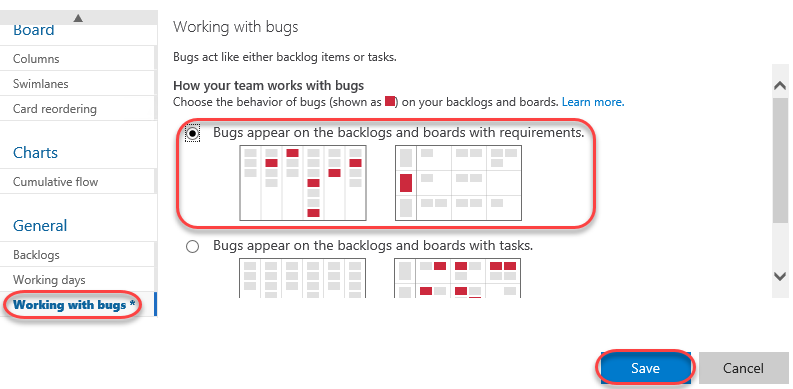 Board
Columns
Swimlanes
Card reordering
Charts
Cumulative flow
General
Backlogs
Working days
Working with bugs *
Working with bugs
Bugs act like either backlog items or tasks.
How your team works with bugs
Choose the behavior of bugs (shown as ) on your backlogs and boards. Learn more.
Bugs appear on the backlogs and boards with requirements.
Bugs appear on the backlogs and boards with tasks.
Save
Cancel